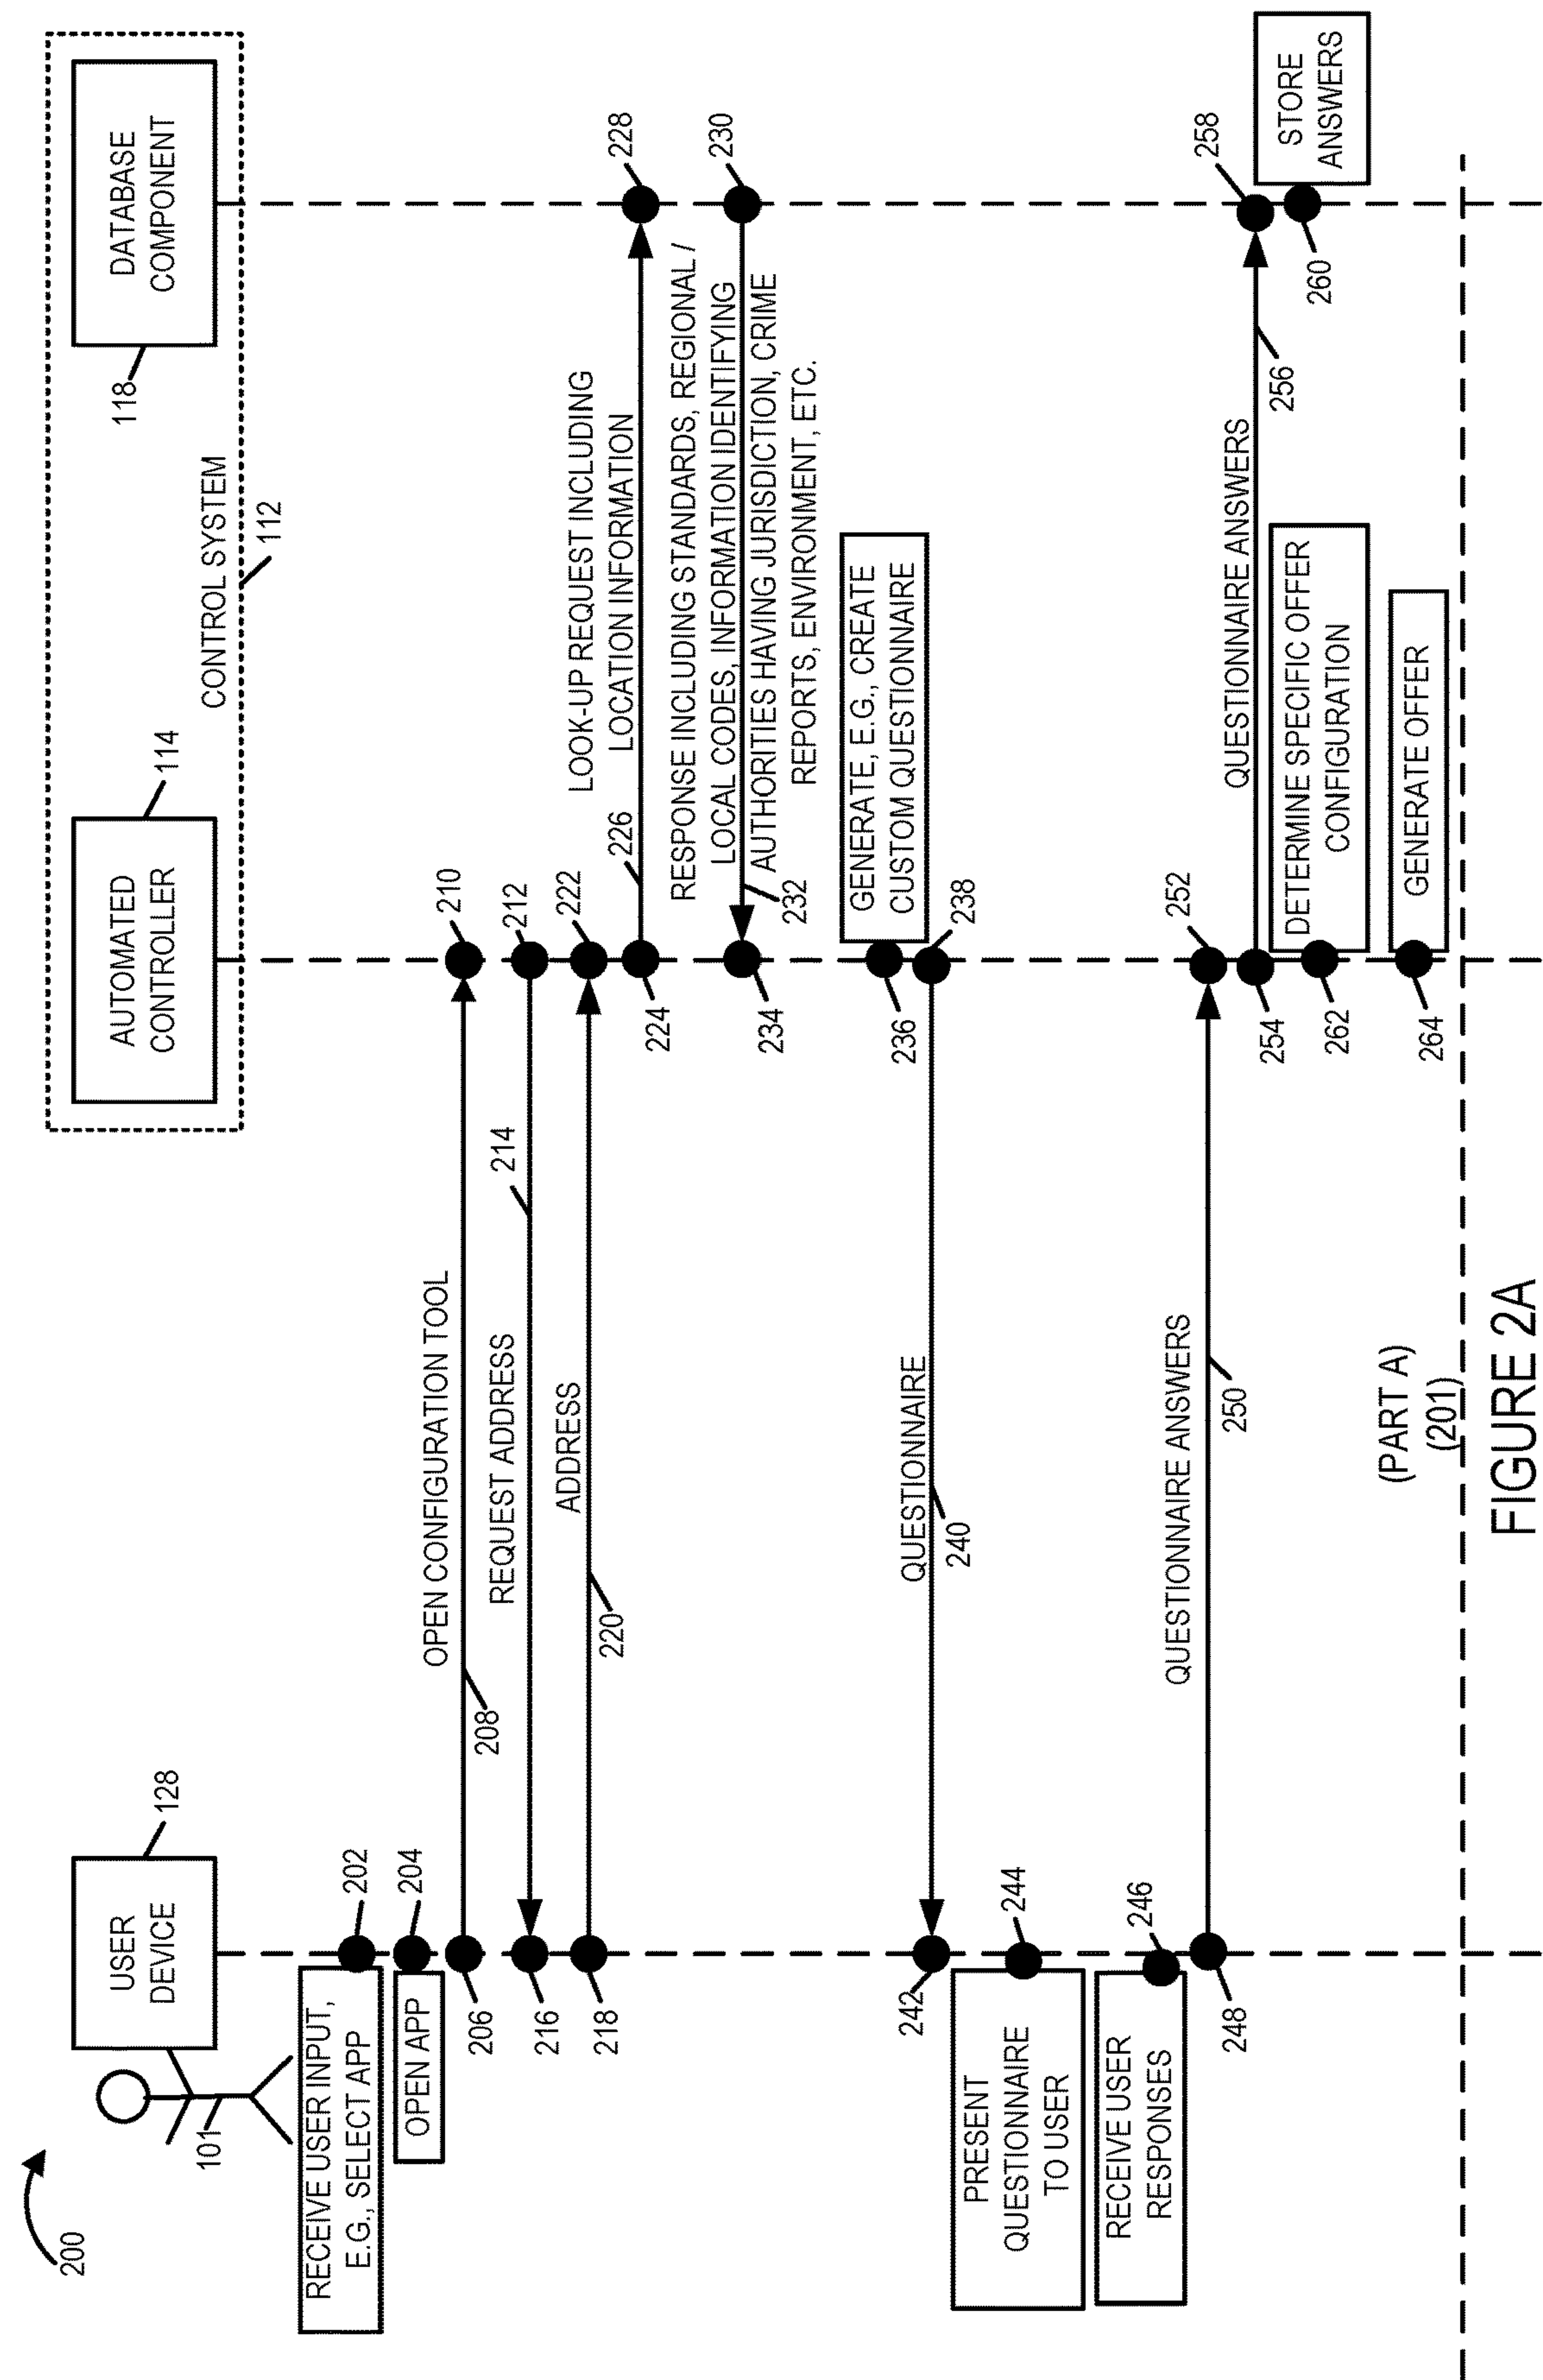 200
101
USER
DEVICE
128
AUTOMATED
CONTROLLER
114
DATABASE
COMPONENT
118
CONTROL SYSTEM
112
RECEIVE USER INPUT,
E.G., SELECT APP
202
OPEN APP
204
OPEN CONFIGURATION TOOL
206
208
210
REQUEST ADDRESS
212
214
216
ADDRESS
218
220
222
LOOK-UP REQUEST INCLUDING
LOCATION INFORMATION
224
226
228
RESPONSE INCLUDING STANDARDS, REGIONAL /
LOCAL CODES, INFORMATION IDENTIFYING
AUTHORITIES HAVING JURISDICTION, CRIME
REPORTS, ENVIRONMENT, ETC.
230
232
234
GENERATE, E.G., CREATE
CUSTOM QUESTIONNAIRE
236
238
QUESTIONNAIRE
240
242
PRESENT
QUESTIONNAIRE
TO USER
244
RECEIVE USER
RESPONSES
246
QUESTIONNAIRE ANSWERS
248
250
252
QUESTIONNAIRE ANSWERS
254
256
258
STORE
ANSWERS
260
DETERMINE SPECIFIC OFFER
CONFIGURATION
262
GENERATE OFFER
264
(PART A)
(201)
FIGURE 2A